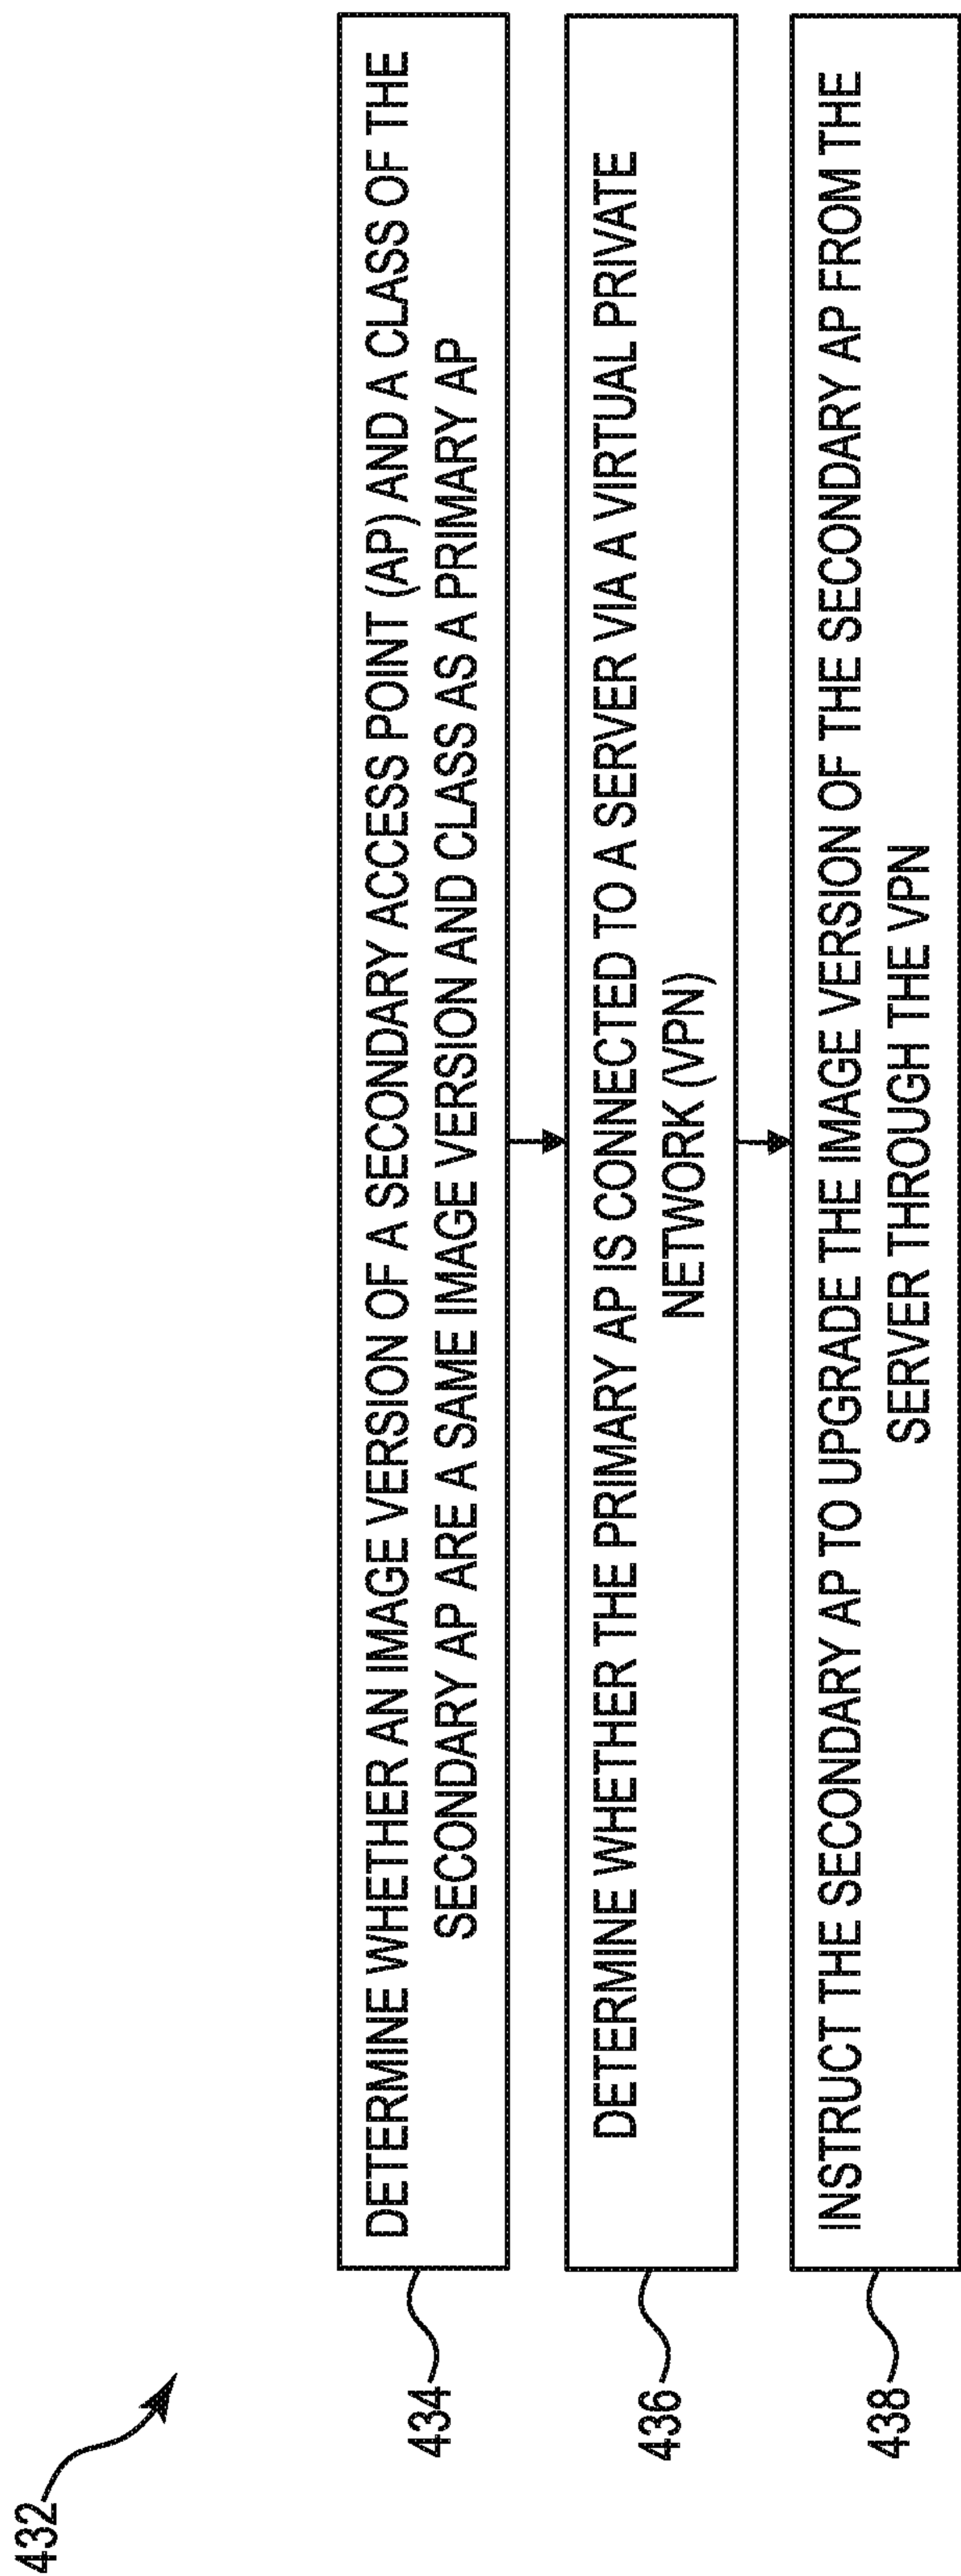 432
434
DETERMINE WHETHER AN IMAGE VERSION OF A SECONDARY ACCESS POINT (AP) AND A CLASS OF THE
SECONDARY AP ARE A SAME IMAGE VERSION AND CLASS AS A PRIMARY AP
436
DETERMINE WHETHER THE PRIMARY AP IS CONNECTED TO A SERVER VIA A VIRTUAL PRIVATE
NETWORK (VPN)
438
INSTRUCT THE SECONDARY AP TO UPGRADE THE IMAGE VERSION OF THE SECONDARY AP FROM THE
SERVER THROUGH THE VPN